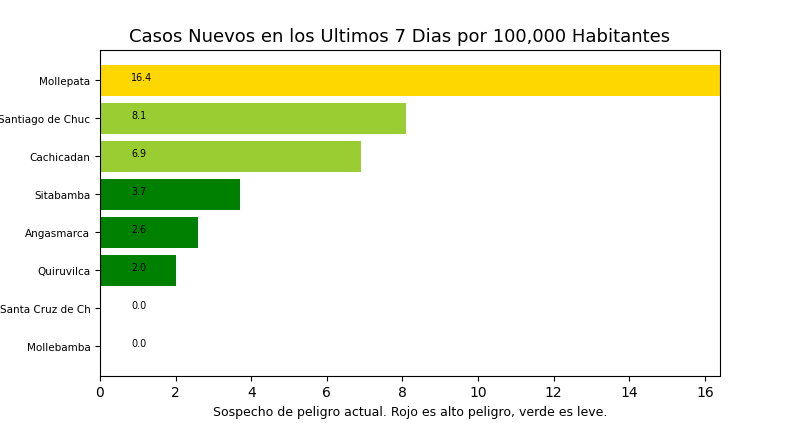 Casos Nuevos en los Ultimos 7 Dias por 100,000 Habitantes
Mollepata 16.4
Santiago de Chuc 8.1
Cachicadan 6.9
Sitabamba 3.7
Angasmarca 2.6
Quiruvilca 2.0
Santa Cruz de Ch 0.0
Mollebamba 0.0
0 2 4 6 8 10 12 14 16
Sospecho de peligro actual. Rojo es alto peligro, verde es leve.